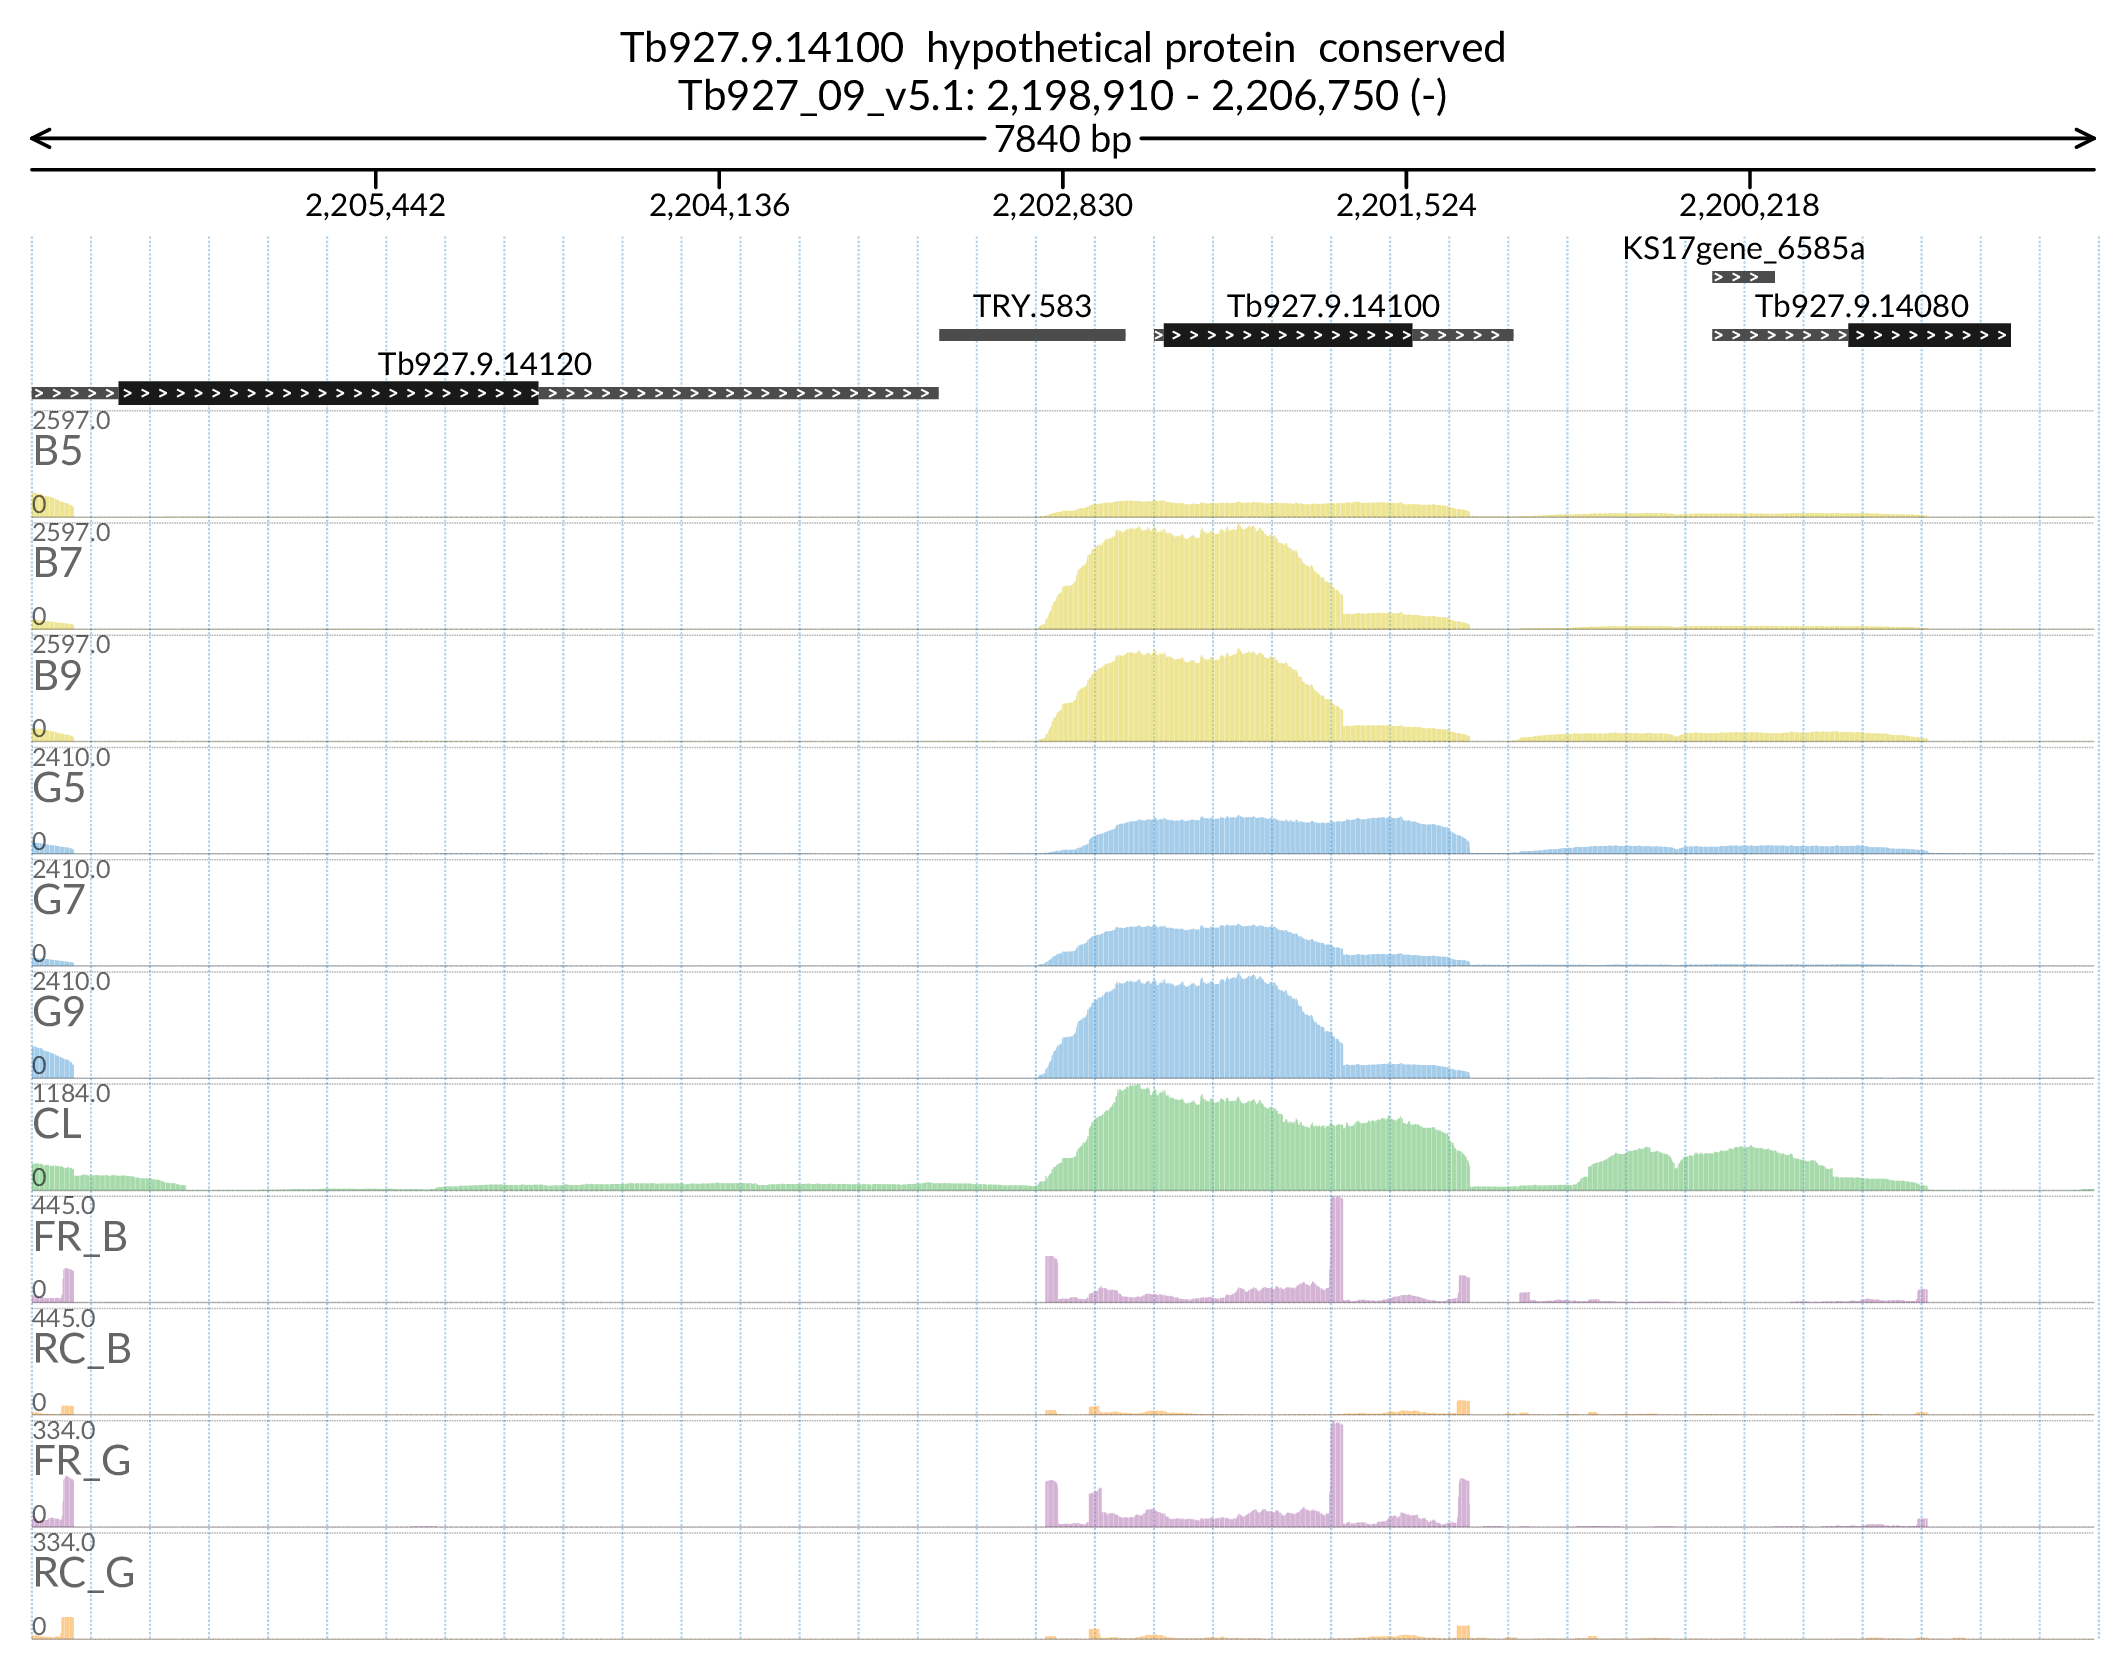 Tb927.9.14100  hypothetical protein  conserved
Tb927_09_v5.1: 2,198,910 - 2,206,750 (-)
7840 bp
2,205,442 2,204,136 2,202,830 2,201,524 2,200,218
KS17gene_6585a
TRY.583 Tb927.9.14100 Tb927.9.14080
Tb927.9.14120
2597.0
B5
0
2597.0
B7
0
2597.0
B9
0
2410.0
G5
0
2410.0
G7
0
2410.0
G9
0
1184.0
CL
0
445.0
FR_B
0
445.0
RC_B
0
334.0
FR_G
0
334.0
RC_G
0